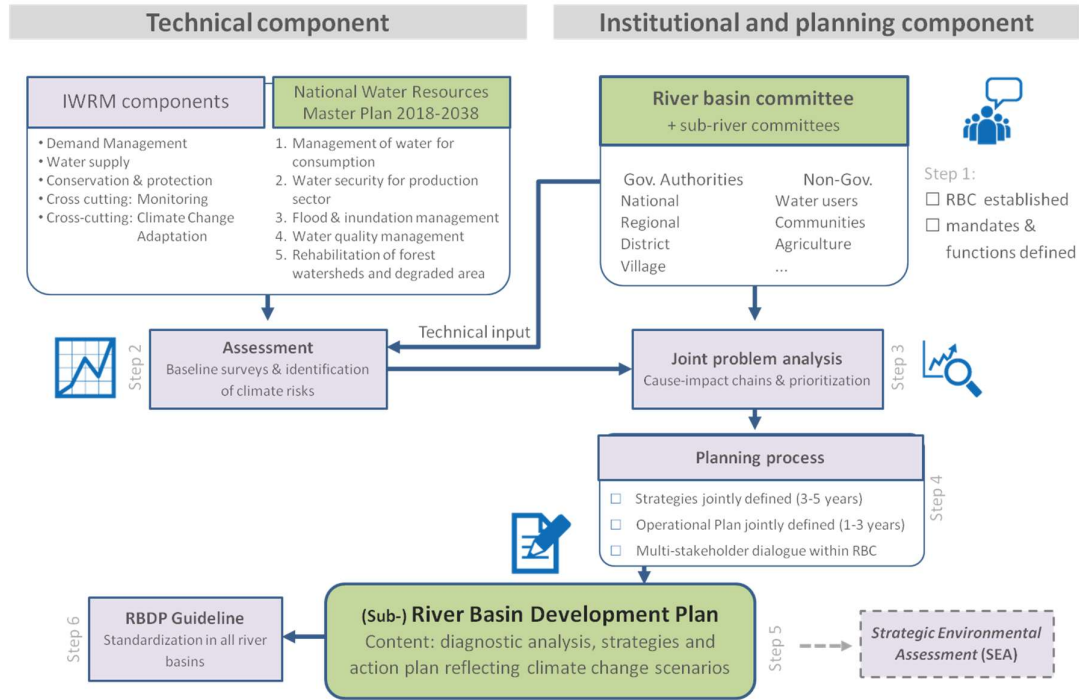 Technical component
Institutional and planning component
IWRM components
• Demand Management
• Water supply
• Conservation & protection
• Cross cutting: Monitoring
• Cross-cutting: Climate Change
Adaptation
National Water Resources
Master Plan 2018-2038
1. Management of water for
consumption
2. Water security for production
sector
3. Flood & inundation management
4. Water quality management
5. Rehabilitation of forest
watersheds and degraded area
River basin committee
+ sub-river committees
Gov. Authorities
National
Regional
District
Village
Non-Gov.
Water users
Communities
Agriculture
...
Step 1:
☐ RBC established
☐ mandates &
functions defined
Step 2
Assessment
Baseline surveys & identification
of climate risks
Technical input
Joint problem analysis
Cause-impact chains & prioritization
Step 3
Planning process
☐ Strategies jointly defined (3-5 years)
☐ Operational Plan jointly defined (1-3 years)
☐ Multi-stakeholder dialogue within RBC
Step 4
Step 6
RBDP Guideline
Standardization in all river
basins
(Sub-) River Basin Development Plan
Content: diagnostic analysis, strategies and
action plan reflecting climate change scenarios
Step 5
Strategic Environmental
Assessment (SEA)